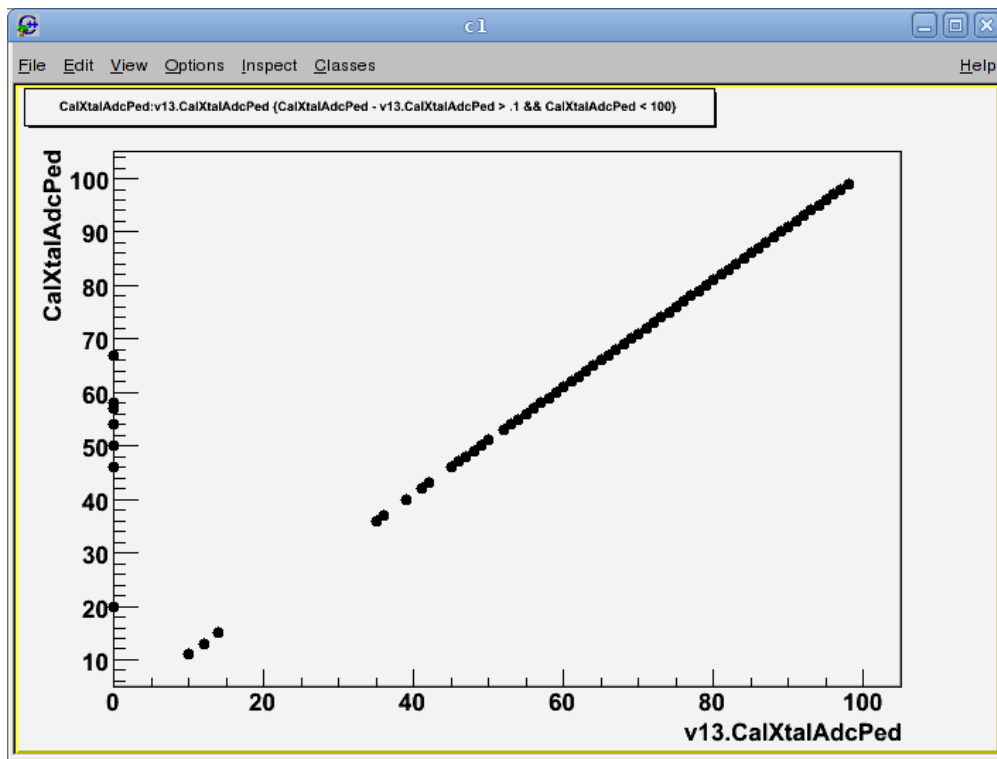 c1
File Edit View Options Inspect Classes Help
CalXtalAdcPed:v13.CalXtalAdcPed {CalXtalAdcPed - v13.CalXtalAdcPed > .1 && CalXtalAdcPed < 100}
CalXtalAdcPed
100
90
80
70
60
50
40
30
20
10
0 20 40 60 80 100
v13.CalXtalAdcPed